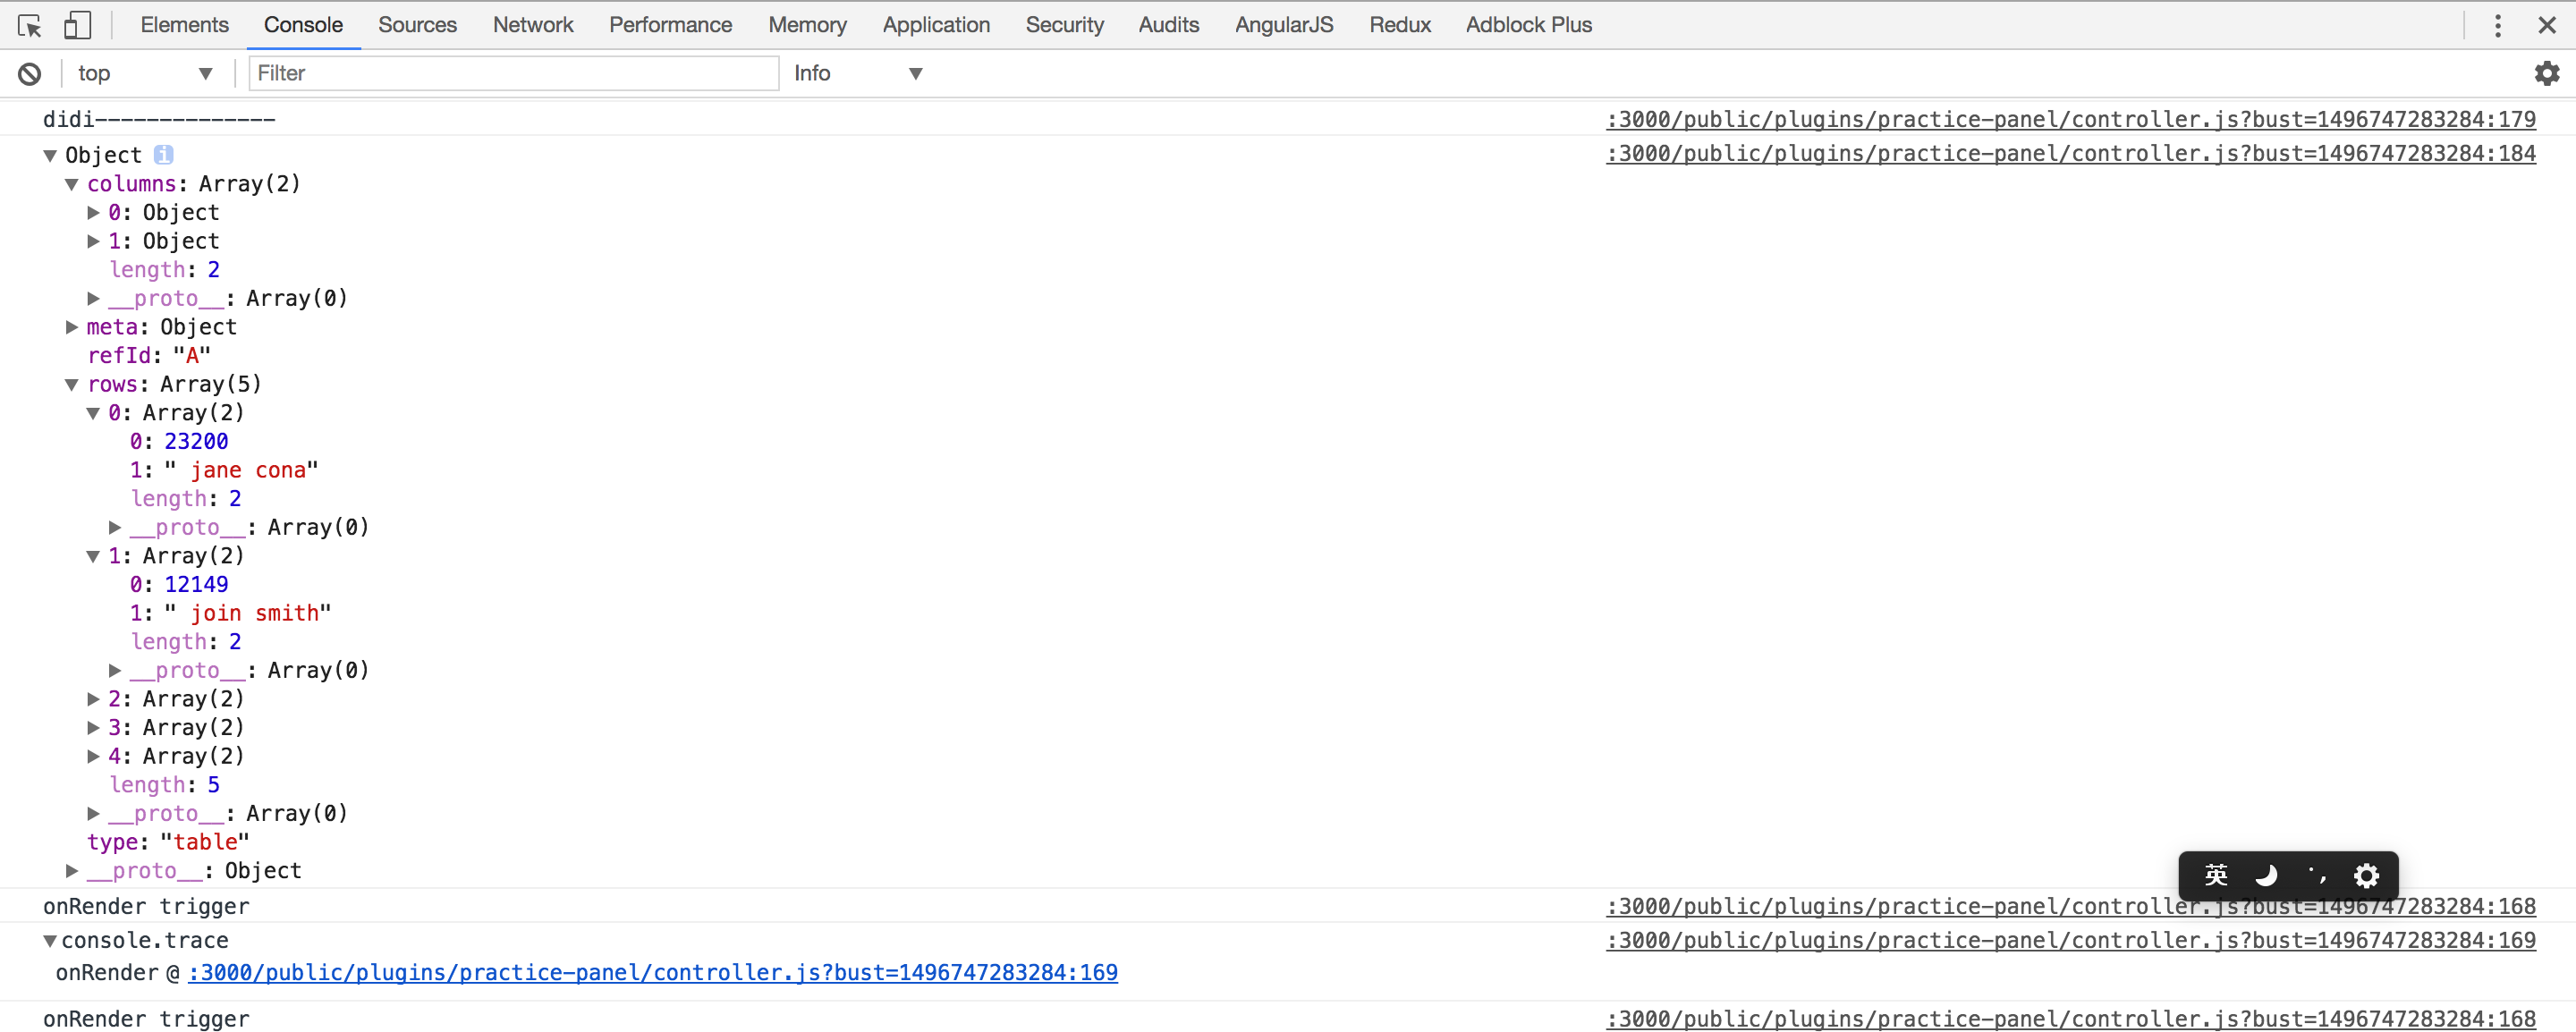 Elements Console Sources Network Performance Memory Application Security Audits AngularJS Redux Adblock Plus
top Filter Info
didi-------------- :3000/public/plugins/practice-panel/controller.js?bust=1496747283284:179
Object i :3000/public/plugins/practice-panel/controller.js?bust=1496747283284:184
columns: Array(2)
0: Object
1: Object
length: 2
__proto__: Array(0)
meta: Object
refId: "A"
rows: Array(5)
0: Array(2)
0: 23200
1: " jane cona"
length: 2
__proto__: Array(0)
1: Array(2)
0: 12149
1: " join smith"
length: 2
__proto__: Array(0)
2: Array(2)
3: Array(2)
4: Array(2)
length: 5
__proto__: Array(0)
type: "table"
__proto__: Object
英
onRender trigger :3000/public/plugins/practice-panel/controller.js?bust=1496747283284:168
console.trace :3000/public/plugins/practice-panel/controller.js?bust=1496747283284:169
onRender @ :3000/public/plugins/practice-panel/controller.js?bust=1496747283284:169
onRender trigger :3000/public/plugins/practice-panel/controller.js?bust=1496747283284:168